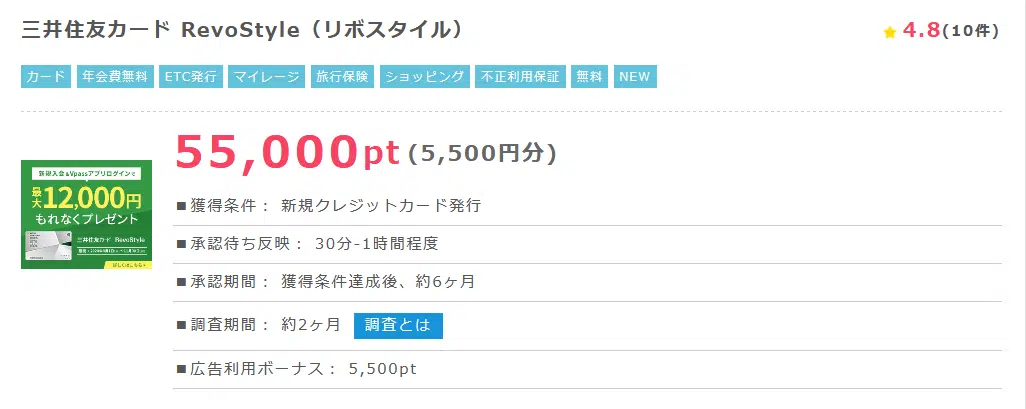 三井住友カード RevoStyle（リボスタイル）
★ 4.8(10件)
カード 年会費無料 ETC発行 マイレージ 旅行保険 ショッピング 不正利用保証 無料 NEW
新規入会&Vpassアプリログインで
最大12,000円
もれなくプレゼント
三井住友カード RevoStyle
詳しくはこちら>
55,000pt (5,500円分)
■獲得条件： 新規クレジットカード発行
■承認待ち反映： 30分-1時間程度
■承認期間： 獲得条件達成後、約6ヶ月
■調査期間： 約2ヶ月 調査とは
■広告利用ボーナス： 5,500pt